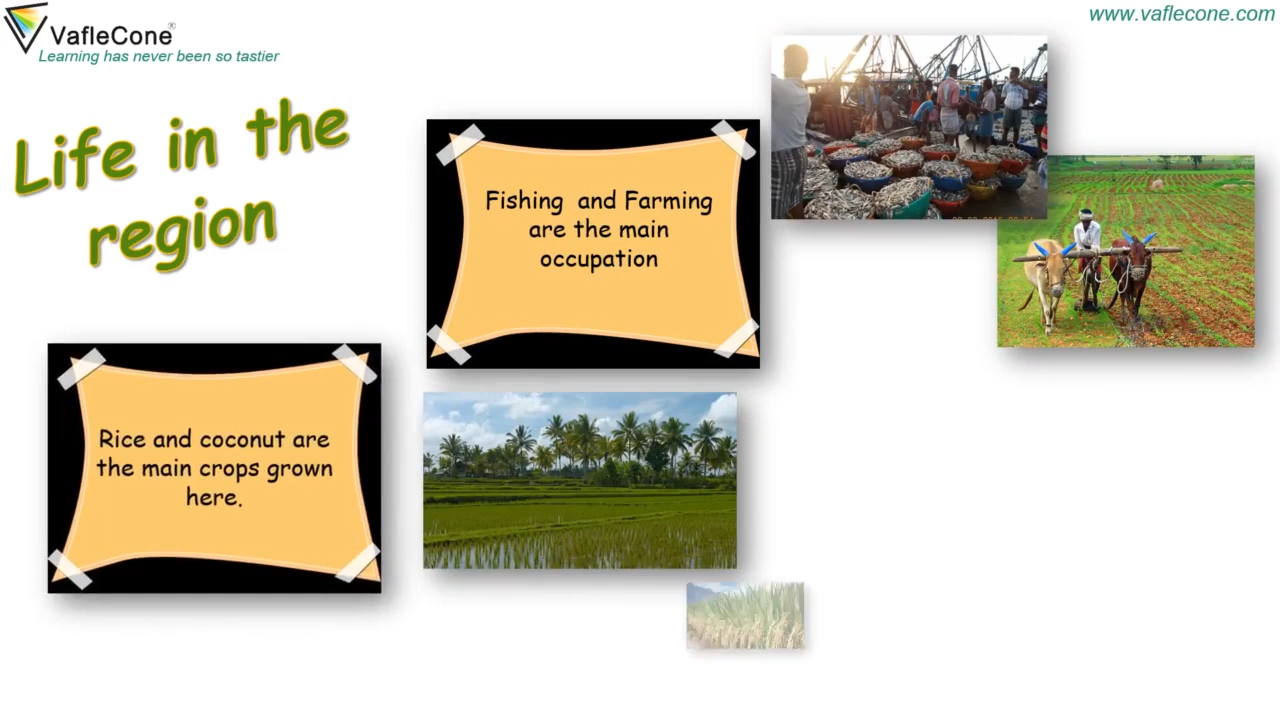 VafleCone®
Learning has never been so tastier
www.vaflecone.com
Life in the
region
Fishing and Farming
are the main
occupation
Rice and coconut are
the main crops grown
here.